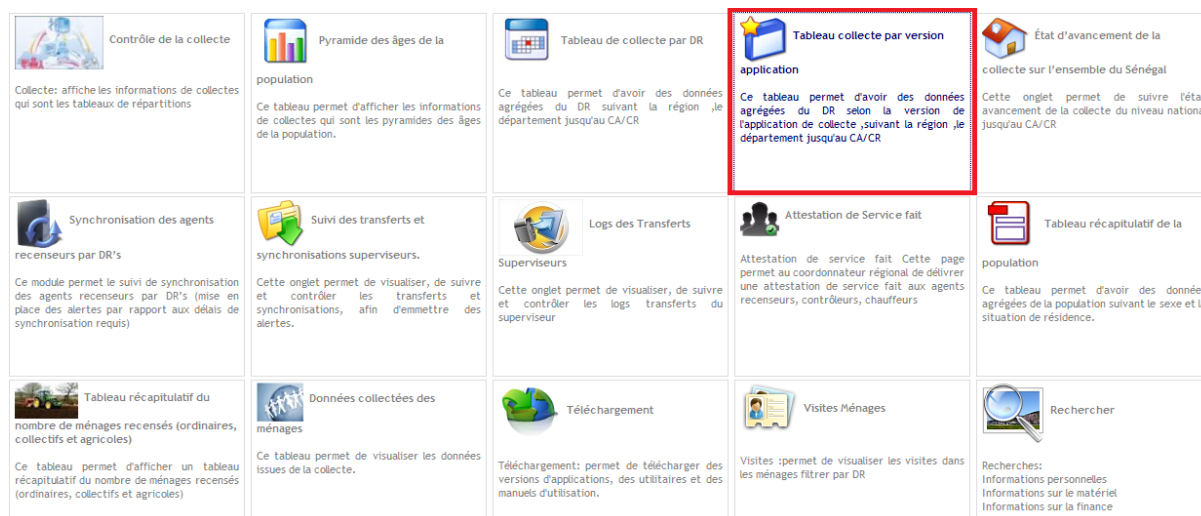 Contrôle de la collecte
Collecte: affiche les informations de collectes
qui sont les tableaux de répartitions
Pyramide des âges de la
population
Ce tableau permet d'afficher les informations
de collectes qui sont les pyramides des âges
de la population.
Tableau de collecte par DR
Ce tableau permet d'avoir des données
agrégées du DR suivant la région ,le
département jusqu'au CA/CR
Tableau collecte par version
application
Ce tableau permet d'avoir des données
agrégées du DR selon la version de
l'application de collecte ,suivant la région ,le
département jusqu'au CA/CR
État d’avancement de la
collecte sur l’ensemble du Sénégal
Cette onglet permet de suivre l'éta
avancement de la collecte du niveau nationa
jusqu'au CA/CR
Synchronisation des agents
recenseurs par DR’s
Ce module permet le suivi de synchronisation
des agents recenseurs par DR’s (mise en
place des alertes par rapport aux délais de
synchronisation requis)
Suivi des transferts et
synchronisations superviseurs.
Cette onglet permet de visualiser, de suivre
et contrôler les transferts et
synchronisations, afin d'emmettre des
alertes.
Logs des Transferts
Superviseurs
Cette onglet permet de visualiser, de suivre
et contrôler les logs transferts du
superviseur
Attestation de Service fait
Attestation de service fait Cette page
permet au coordonnateur régional de délivrer
une attestation de service fait aux agents
recenseurs, contrôleurs, chauffeurs
Tableau récapitulatif de la
population
Ce tableau permet d'avoir des donnée
agrégées de la population suivant le sexe et l
situation de résidence.
Tableau récapitulatif du
nombre de ménages recensés (ordinaires,
collectifs et agricoles)
Ce tableau permet d'afficher un tableau
récapitulatif du nombre de ménages recensés
(ordinaires, collectifs et agricoles)
Données collectées des
ménages
Ce tableau permet de visualiser les données
issues de la collecte.
Téléchargement
Téléchargement: permet de télécharger des
versions d'applications, des utilitaires et des
manuels d'utilisation.
Visites Ménages
Visites :permet de visualiser les visites dans
les ménages filtrer par DR
Rechercher
Recherches:
Informations personnelles
Informations sur le matériel
Informations sur la finance